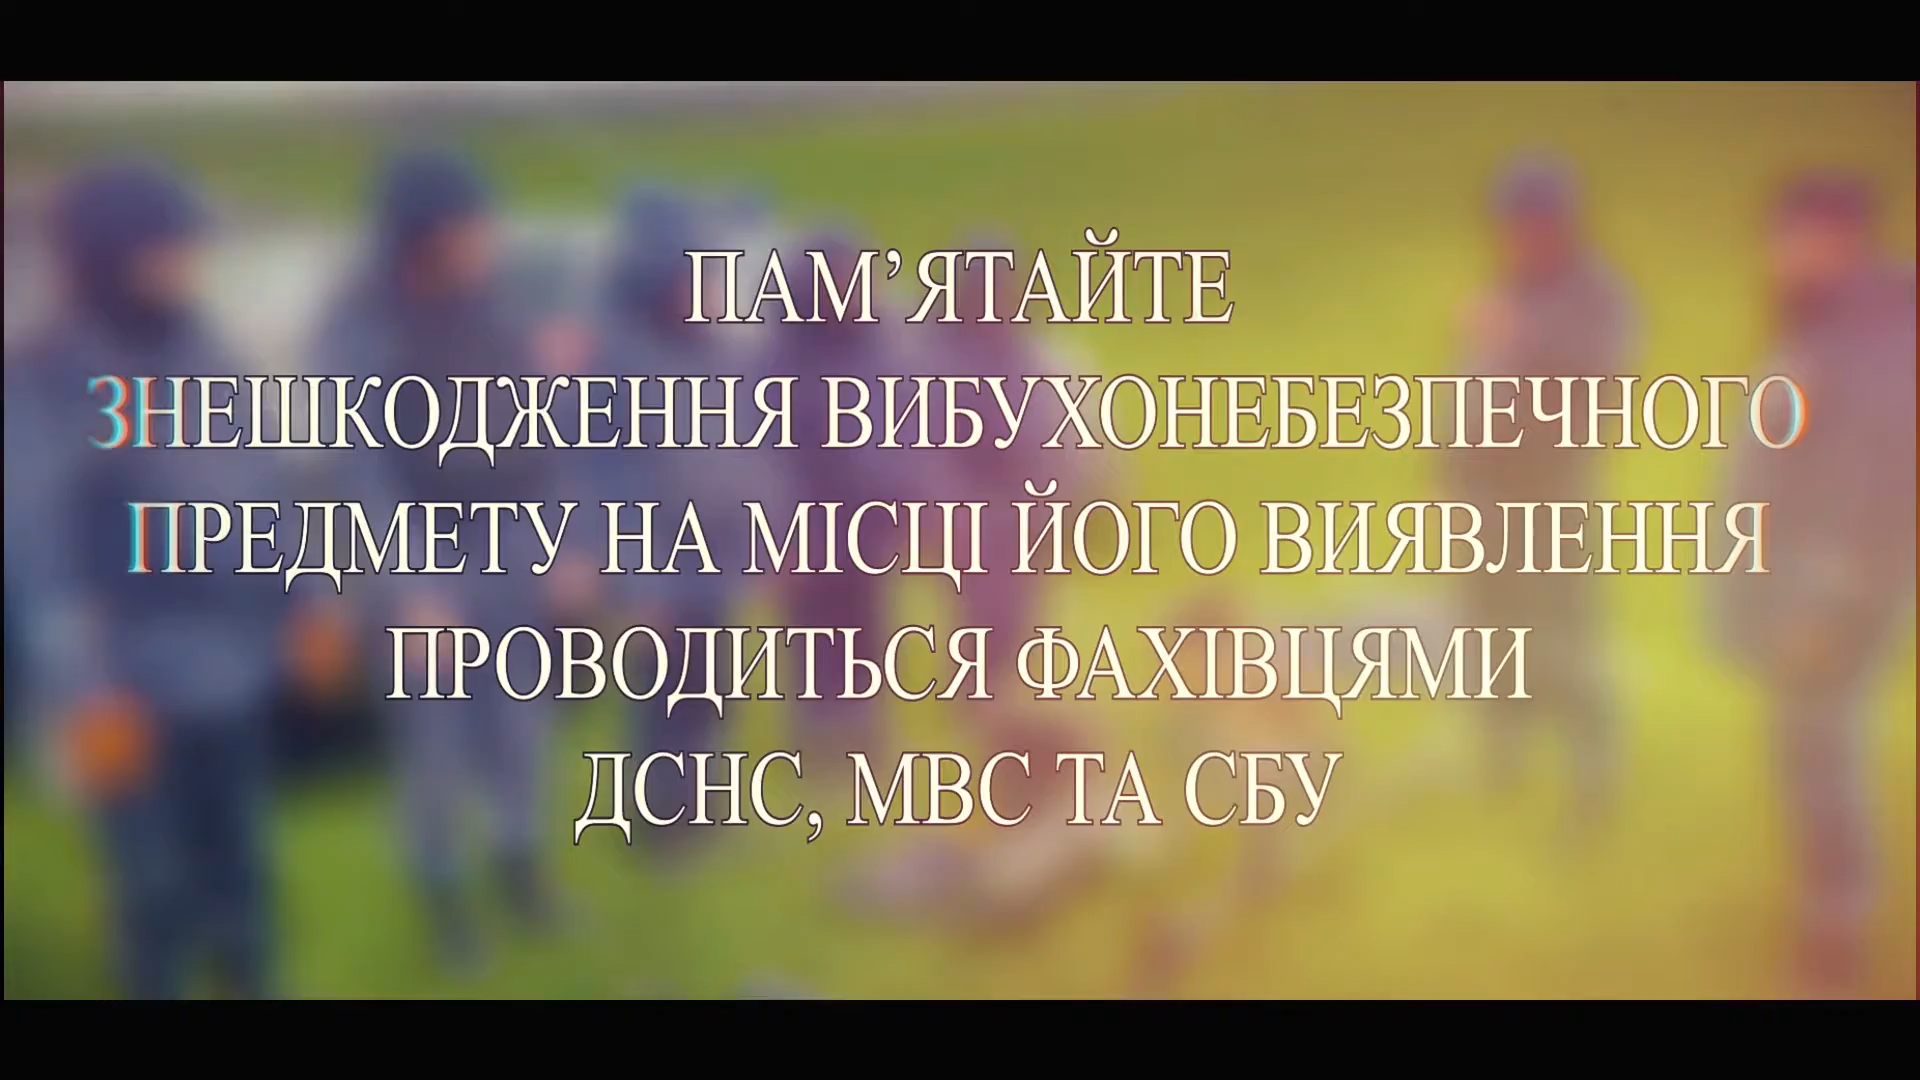 ПАМ’ЯТАЙТЕ
ЗНЕШКОДЖЕННЯ ВИБУХОНЕБЕЗПЕЧНОГО
ПРЕДМЕТУ НА МІСЦІ ЙОГО ВИЯВЛЕННЯ
ПРОВОДИТЬСЯ ФАХІВЦЯМИ
ДСНС, МВС ТА СБУ